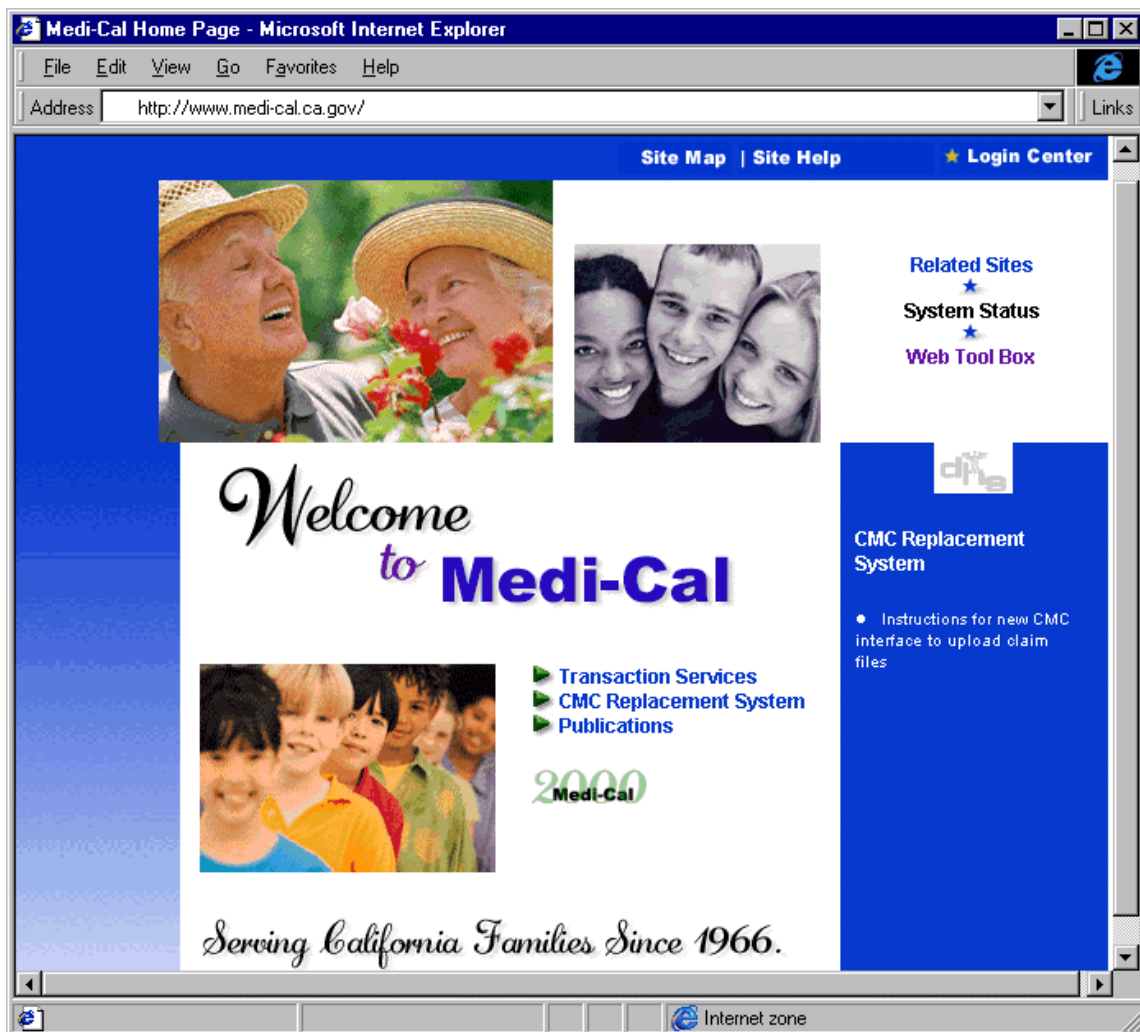 Medi-Cal Home Page - Microsoft Internet Explorer
File Edit View Go Favorites Help
Address http://www.medi-cal.ca.gov/ Links
Site Map | Site Help Login Center
Related Sites
System Status
Web Tool Box
Welcome
to Medi-Cal
dhs
CMC Replacement
System
Instructions for new CMC
interface to upload claim
files
Transaction Services
CMC Replacement System
Publications
2000
Medi-Cal
Serving California Families Since 1966.
Internet zone